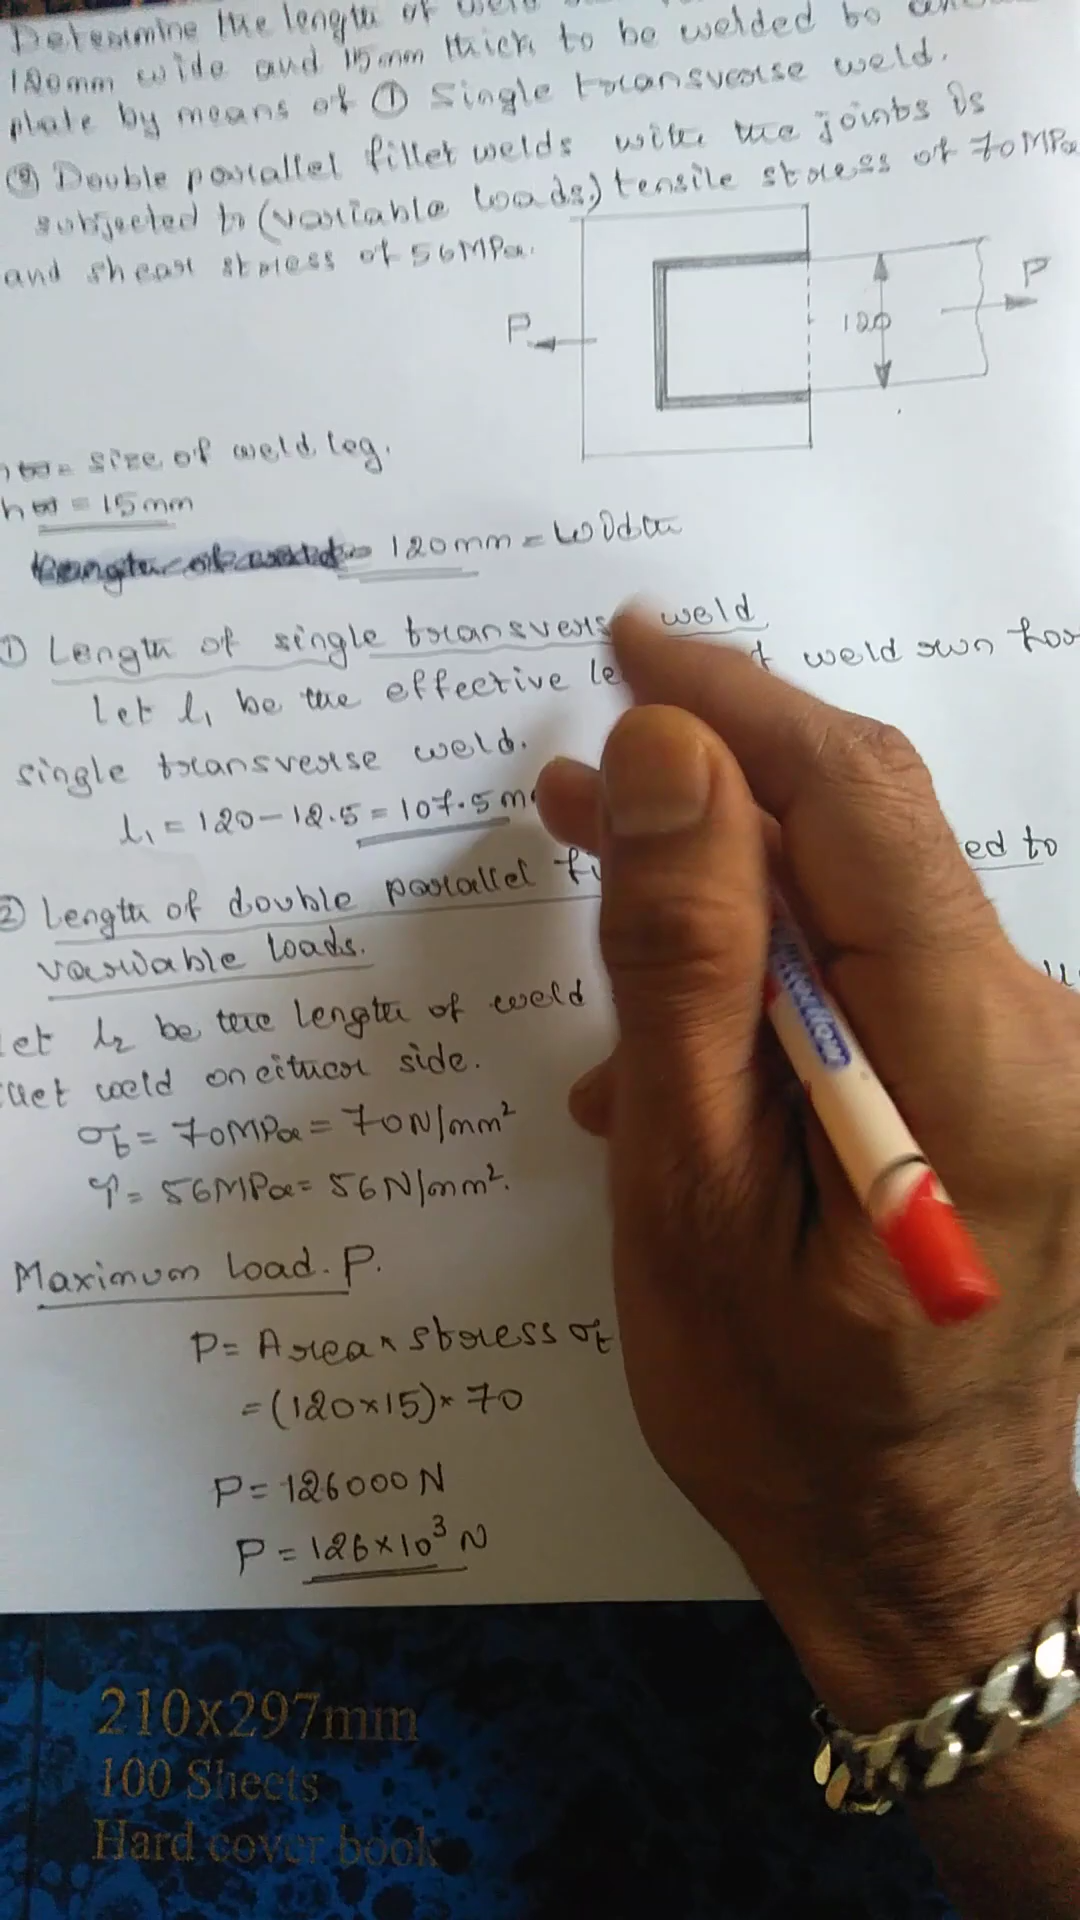 Determine the length of weld
120mm wide and 15mm thick to be welded to
plate by means of ① Single transverse weld.
② Double parallel fillet welds with the joints is
subjected to (variable loads.) tensile stress of 70MPa
and shear stress of 56MPa.
P
P
120
= size of weld leg.
h = 15mm
120mm = width
① Length of single transverse weld
Let l₁ be the effective le weld run for
single transverse weld.
l₁ = 120 - 12.5 = 107.5 m
② Length of double parallel fi ed to
variable loads.
Let l₂ be the length of weld
llet weld on either side.
σt = 70MPa = 70N/mm²
τ = 56MPa = 56N/mm².
Maximum load. P.
P = Area × stress σt
= (120×15) × 70
P = 126000 N
P = 126×10³ N
210x297mm
100 Sheets
Hard cover book